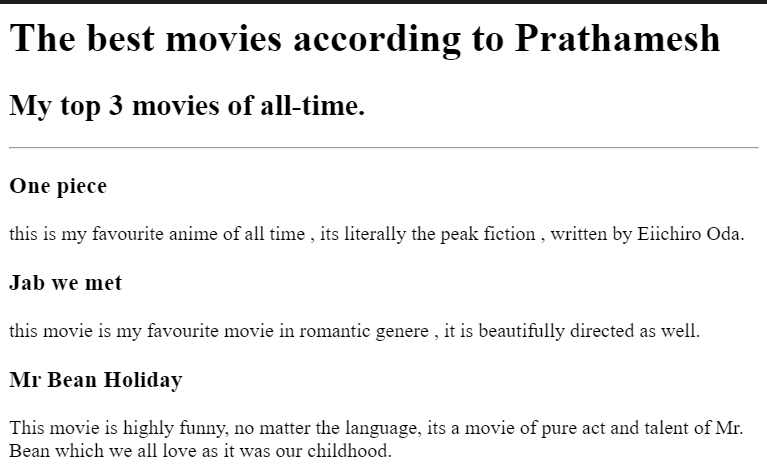 The best movies according to Prathamesh
My top 3 movies of all-time.
One piece
this is my favourite anime of all time , its literally the peak fiction , written by Eiichiro Oda.
Jab we met
this movie is my favourite movie in romantic genere , it is beautifully directed as well.
Mr Bean Holiday
This movie is highly funny, no matter the language, its a movie of pure act and talent of Mr.
Bean which we all love as it was our childhood.